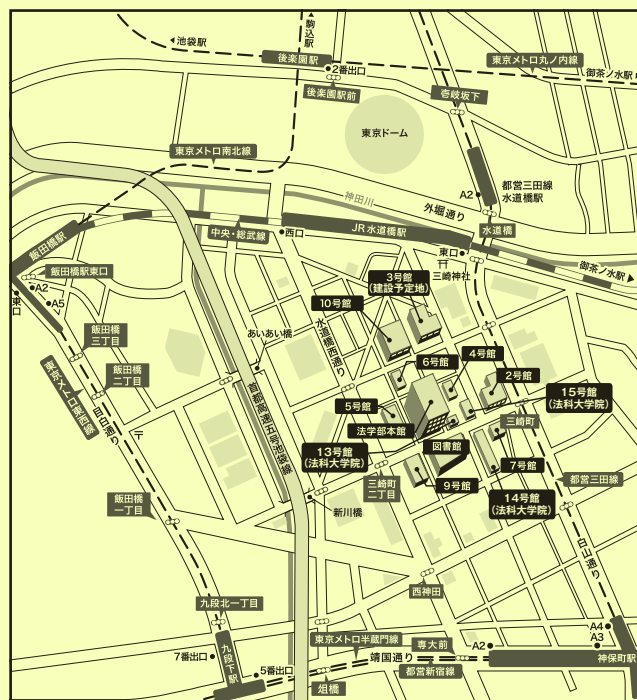 ◀池袋駅
▲駒込駅
後楽園駅
2番出口
後楽園駅前
東京メトロ丸ノ内線
御茶ノ水駅
壱岐坂下
東京ドーム
東京メトロ南北線
A2
都営三田線
水道橋駅
神田川
外堀通り
水道橋
飯田橋駅
中央・総武線
西口
JR水道橋駅
東口
三崎神社
御茶ノ水駅▶
飯田橋駅東口
東口
A2
A5
3号館
(建設予定地)
10号館
飯田橋
三丁目
あいあい橋
水道橋西通り
6号館
4号館
2号館
飯田橋
二丁目
東京メトロ東西線
目白通り
首都高速五号池袋線
5号館
15号館
(法科大学院)
法学部本館
三崎町
〒
13号館
(法科大学院)
図書館
7号館
三崎町
二丁目
9号館
都営三田線
14号館
(法科大学院)
飯田橋
一丁目
新川橋
白山通り
西神田
九段北一丁目
A4
A3
東京メトロ半蔵門線
専大前
A2
7番出口
九段下駅
5番出口
靖国通り
神保町駅
都営新宿線
俎橋